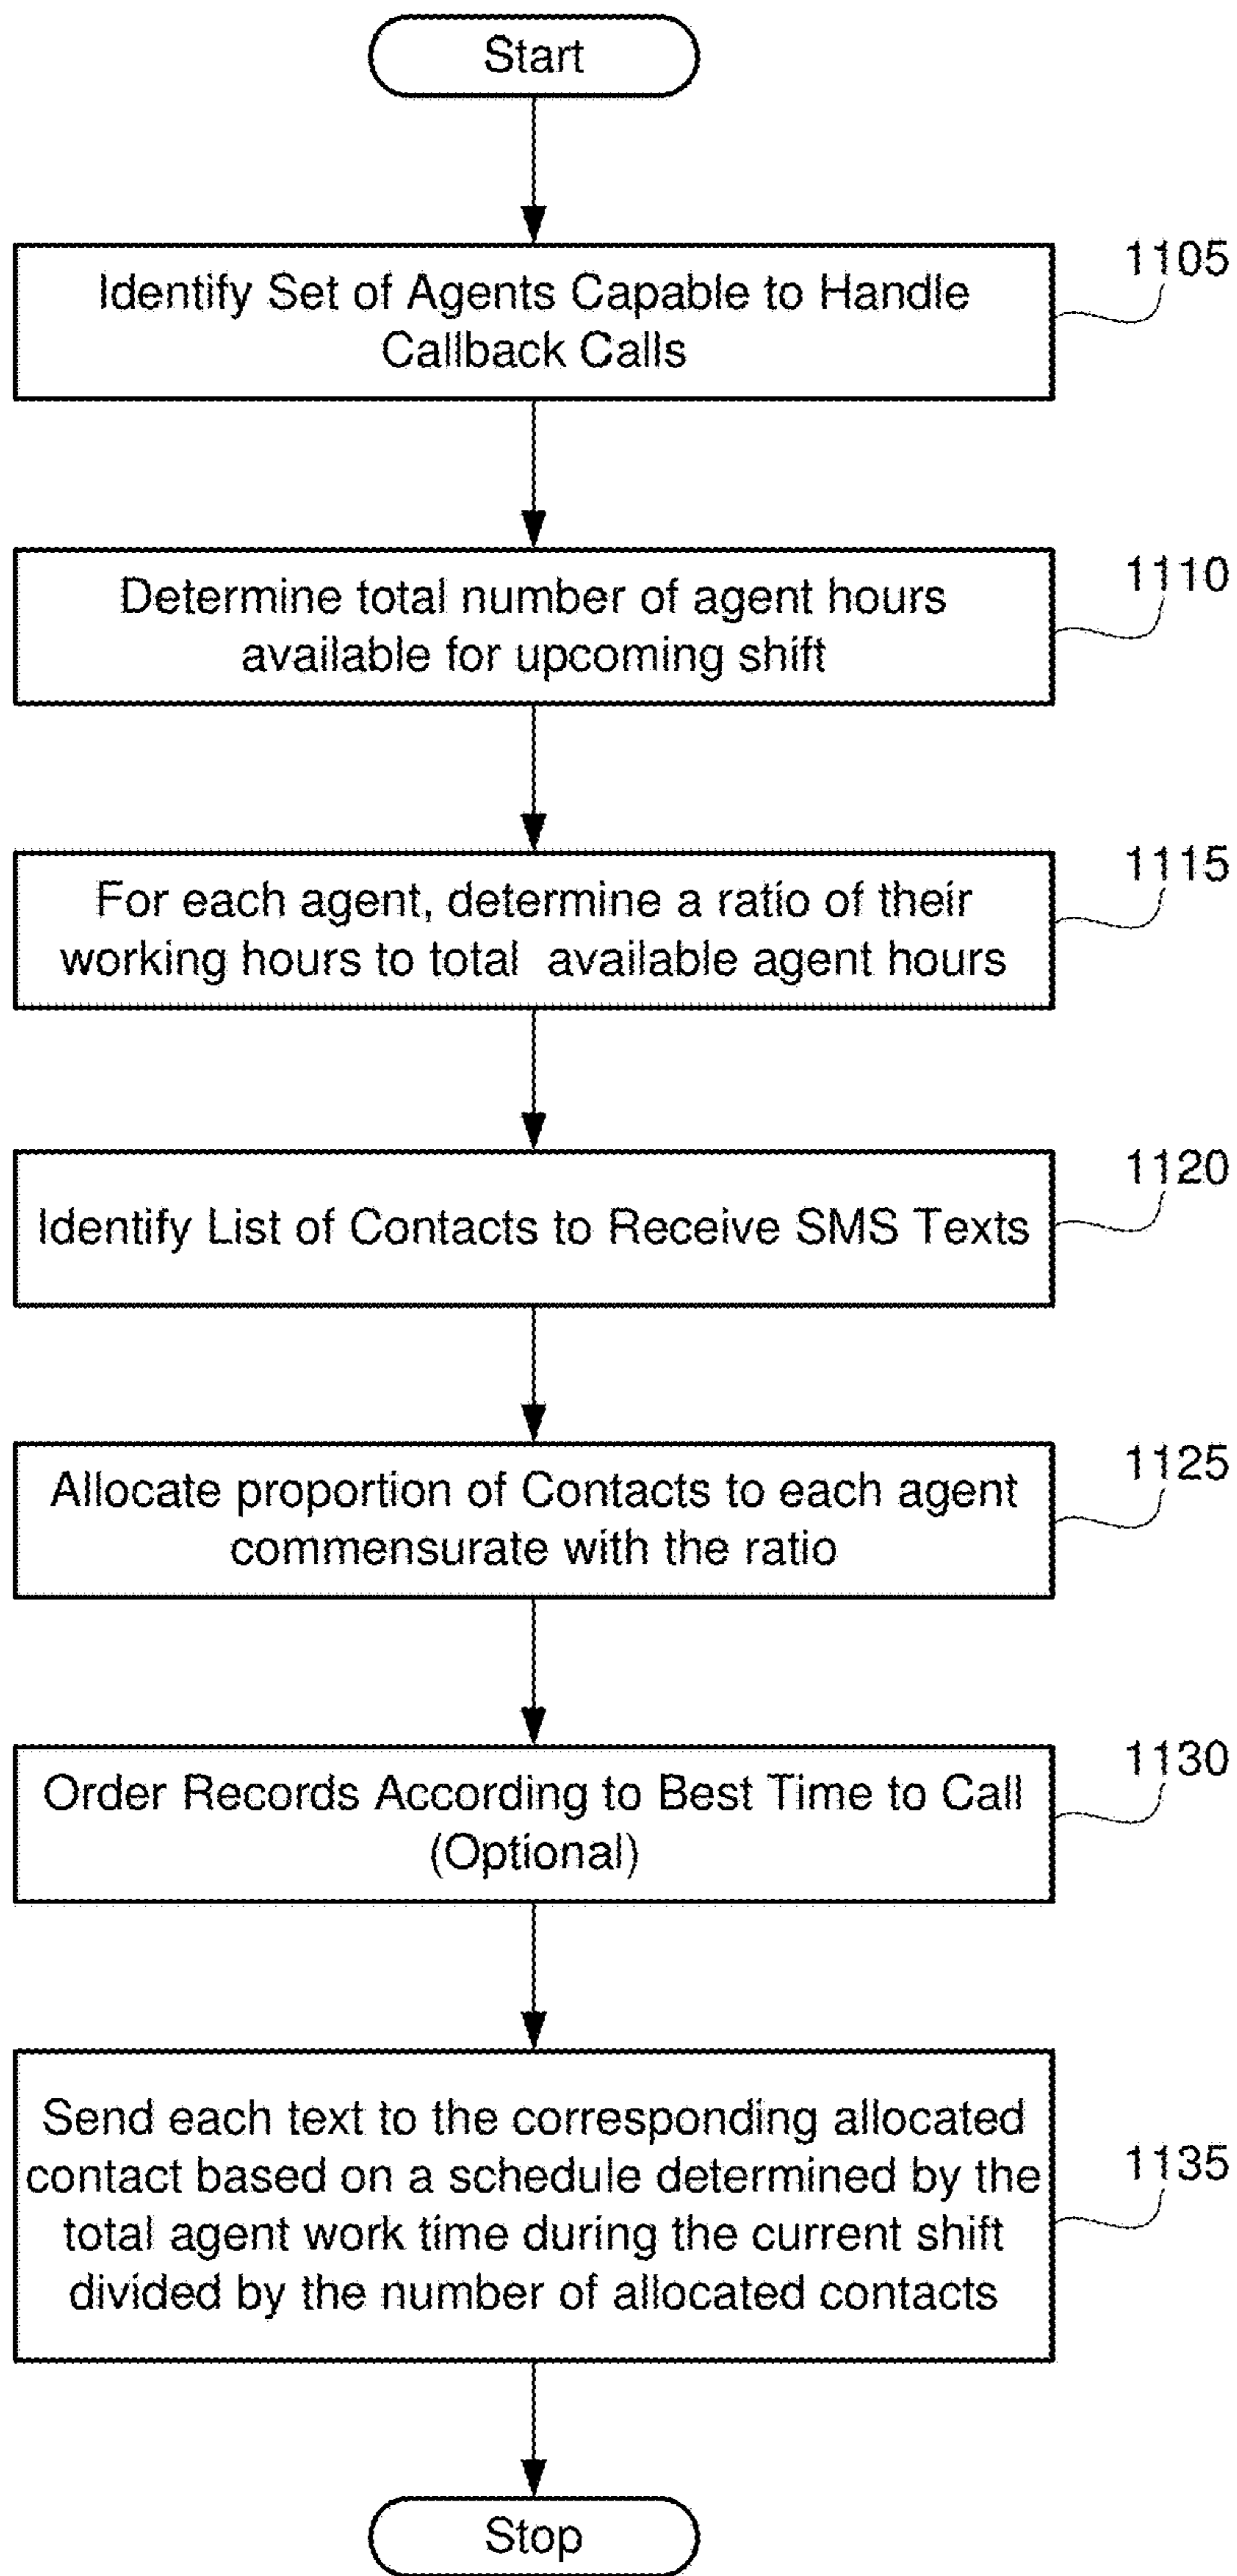 Start
Identify Set of Agents Capable to Handle
Callback Calls
1105
Determine total number of agent hours
available for upcoming shift
1110
For each agent, determine a ratio of their
working hours to total available agent hours
1115
Identify List of Contacts to Receive SMS Texts
1120
Allocate proportion of Contacts to each agent
commensurate with the ratio
1125
Order Records According to Best Time to Call
(Optional)
1130
Send each text to the corresponding allocated
contact based on a schedule determined by the
total agent work time during the current shift
divided by the number of allocated contacts
1135
Stop